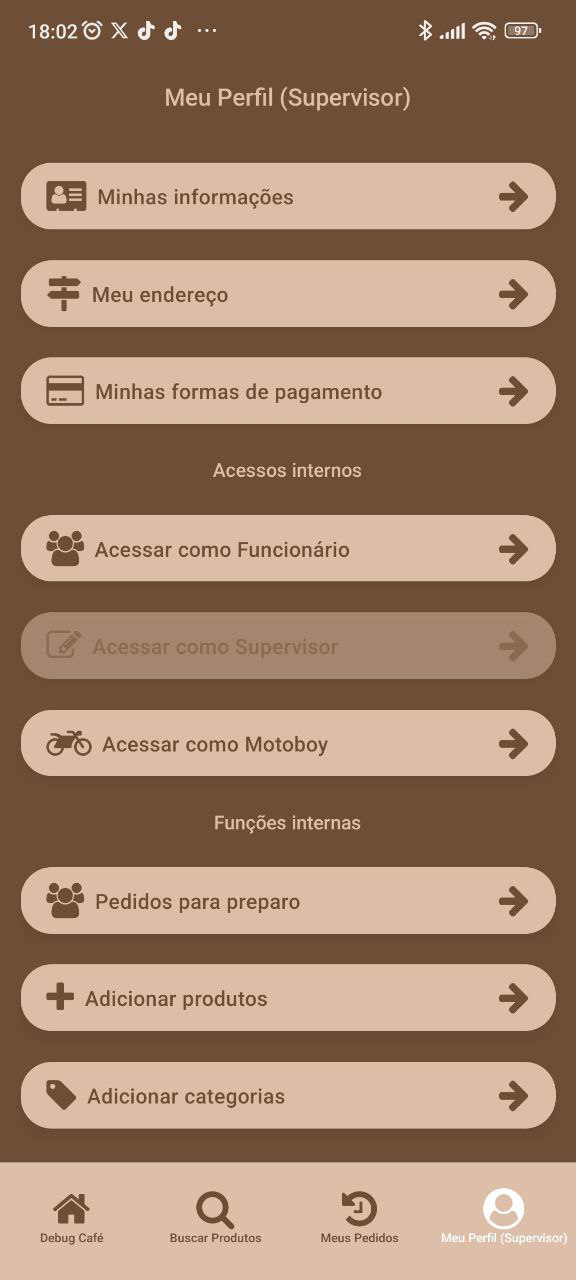 18:02
97
Meu Perfil (Supervisor)
Minhas informações
Meu endereço
Minhas formas de pagamento
Acessos internos
Acessar como Funcionário
Acessar como Supervisor
Acessar como Motoboy
Funções internas
Pedidos para preparo
Adicionar produtos
Adicionar categorias
Debug Café
Buscar Produtos
Meus Pedidos
Meu Perfil (Supervisor)